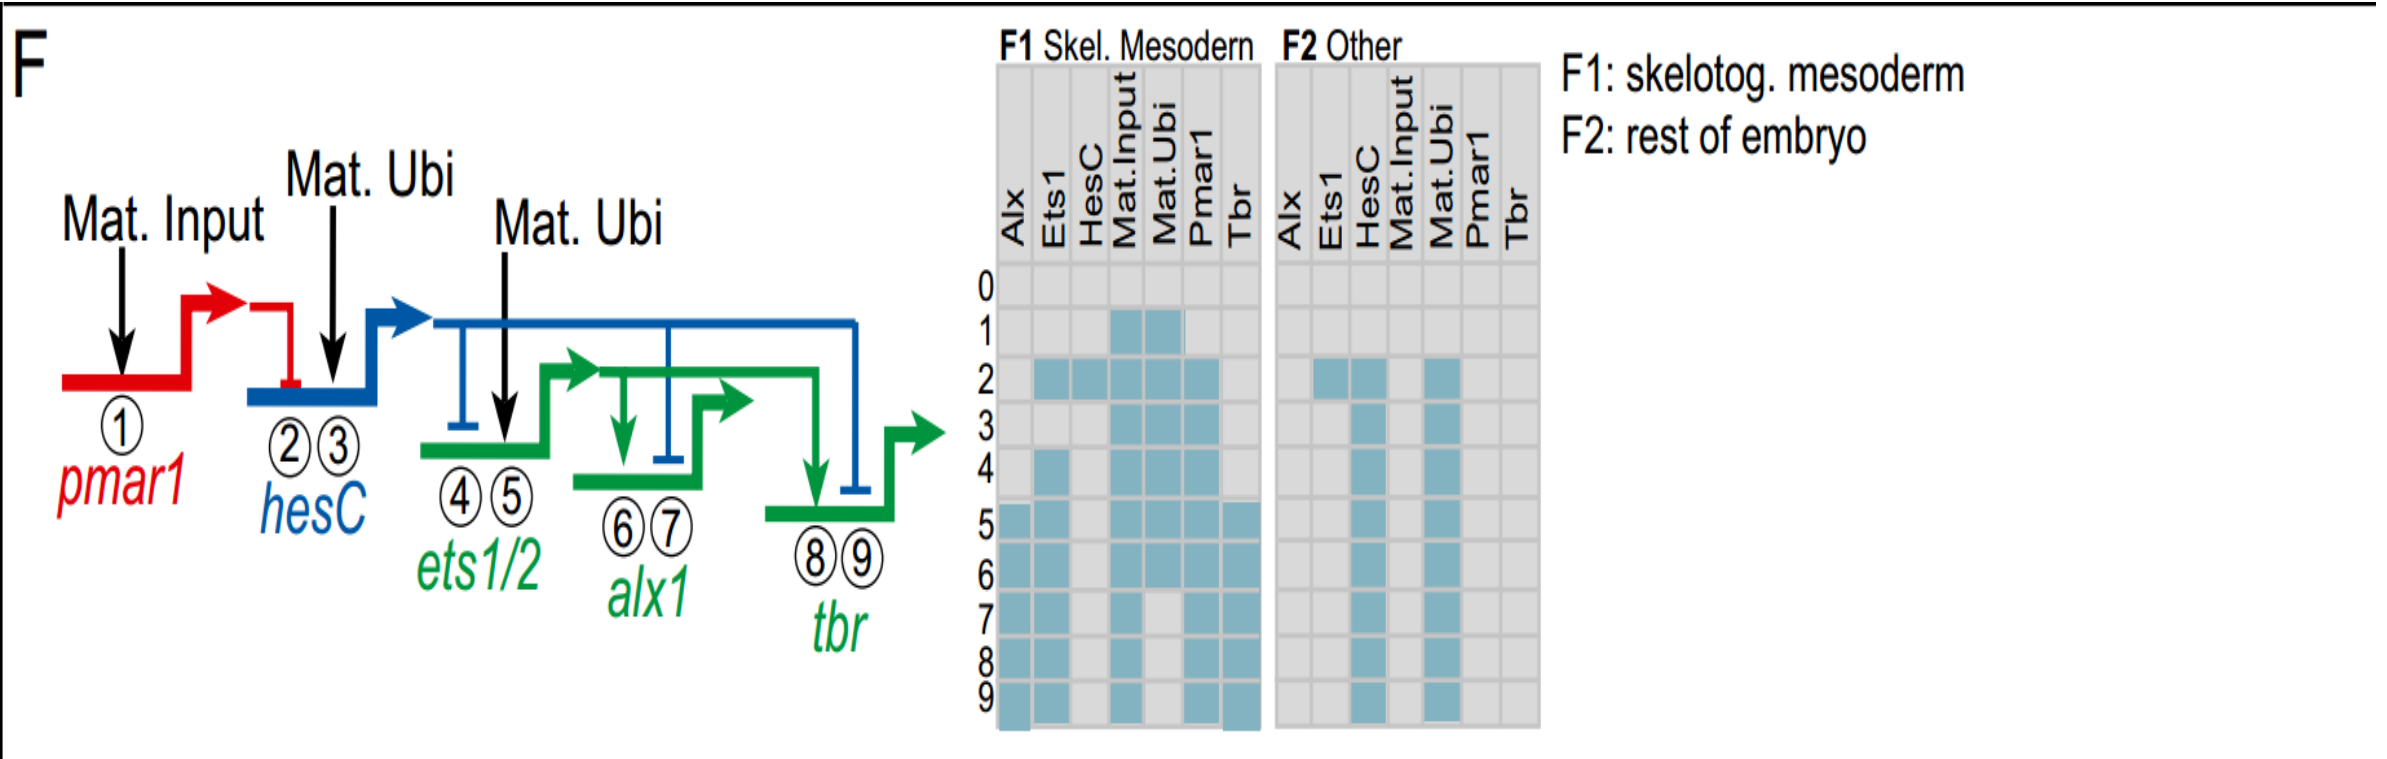 F
Mat. Input
Mat. Ubi
Mat. Ubi
1
pmar1
2 3
hesC
4 5
ets1/2
6 7
alx1
8 9
tbr
F1 Skel. Mesodern
Alx
Ets1
HesC
Mat.Input
Mat.Ubi
Pmar1
Tbr
F2 Other
Alx
Ets1
HesC
Mat.Input
Mat.Ubi
Pmar1
Tbr
0
1
2
3
4
5
6
7
8
9
F1: skelotog. mesoderm
F2: rest of embryo